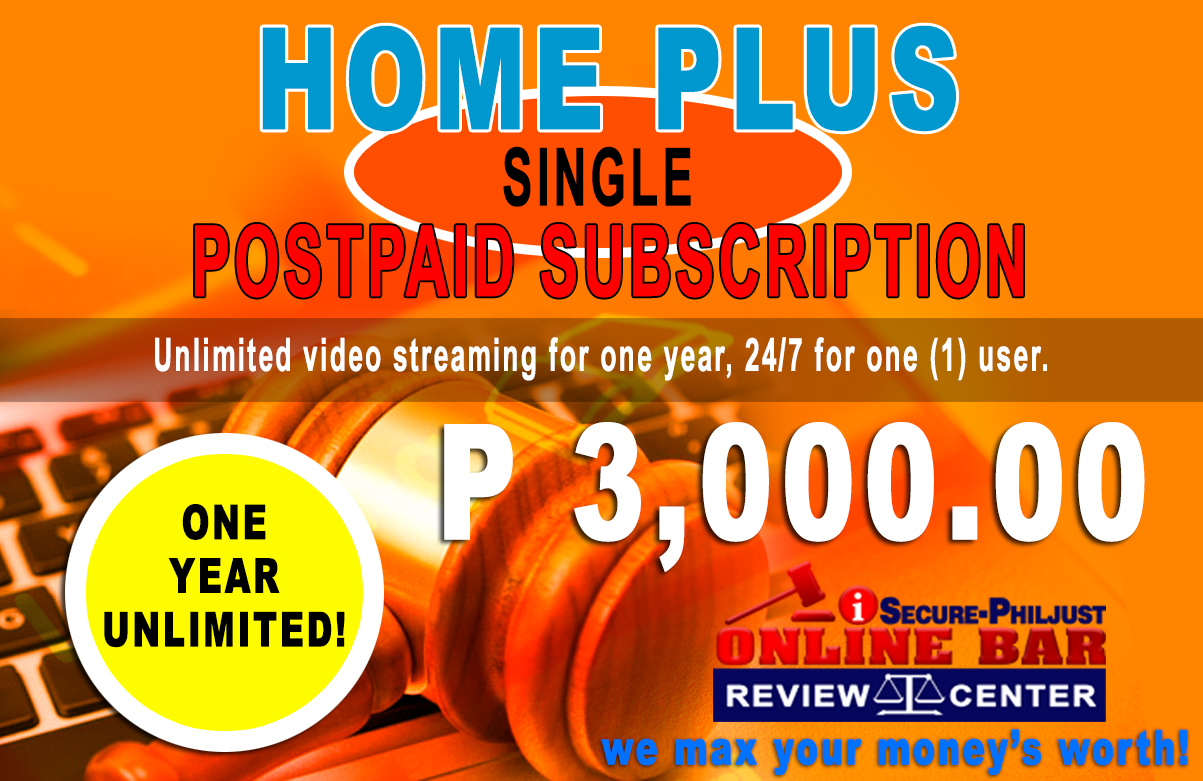 HOME PLUS
SINGLE
POSTPAID SUBSCRIPTION
Unlimited video streaming for one year, 24/7 for one (1) user.
P 3,000.00
ONE
YEAR
UNLIMITED!
i SECURE-PHILJUST
ONLINE BAR
REVIEW CENTER
we max your money's worth!